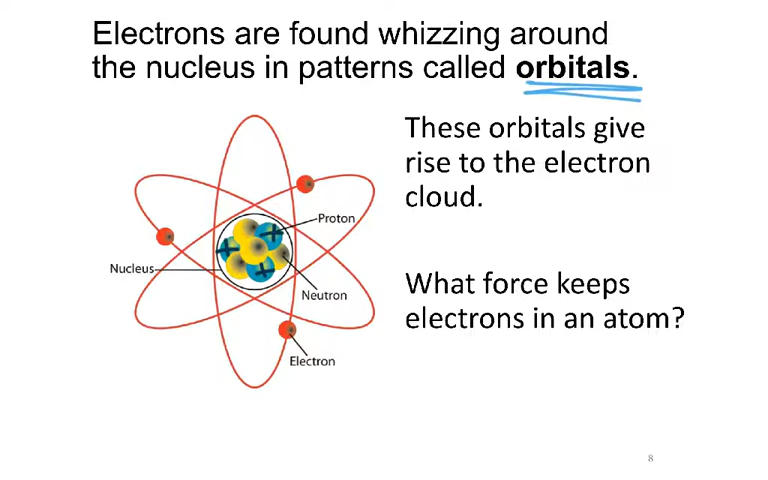 Electrons are found whizzing around
the nucleus in patterns called orbitals.
These orbitals give
rise to the electron
cloud.
Proton
Nucleus
Neutron
Electron
What force keeps
electrons in an atom?
8